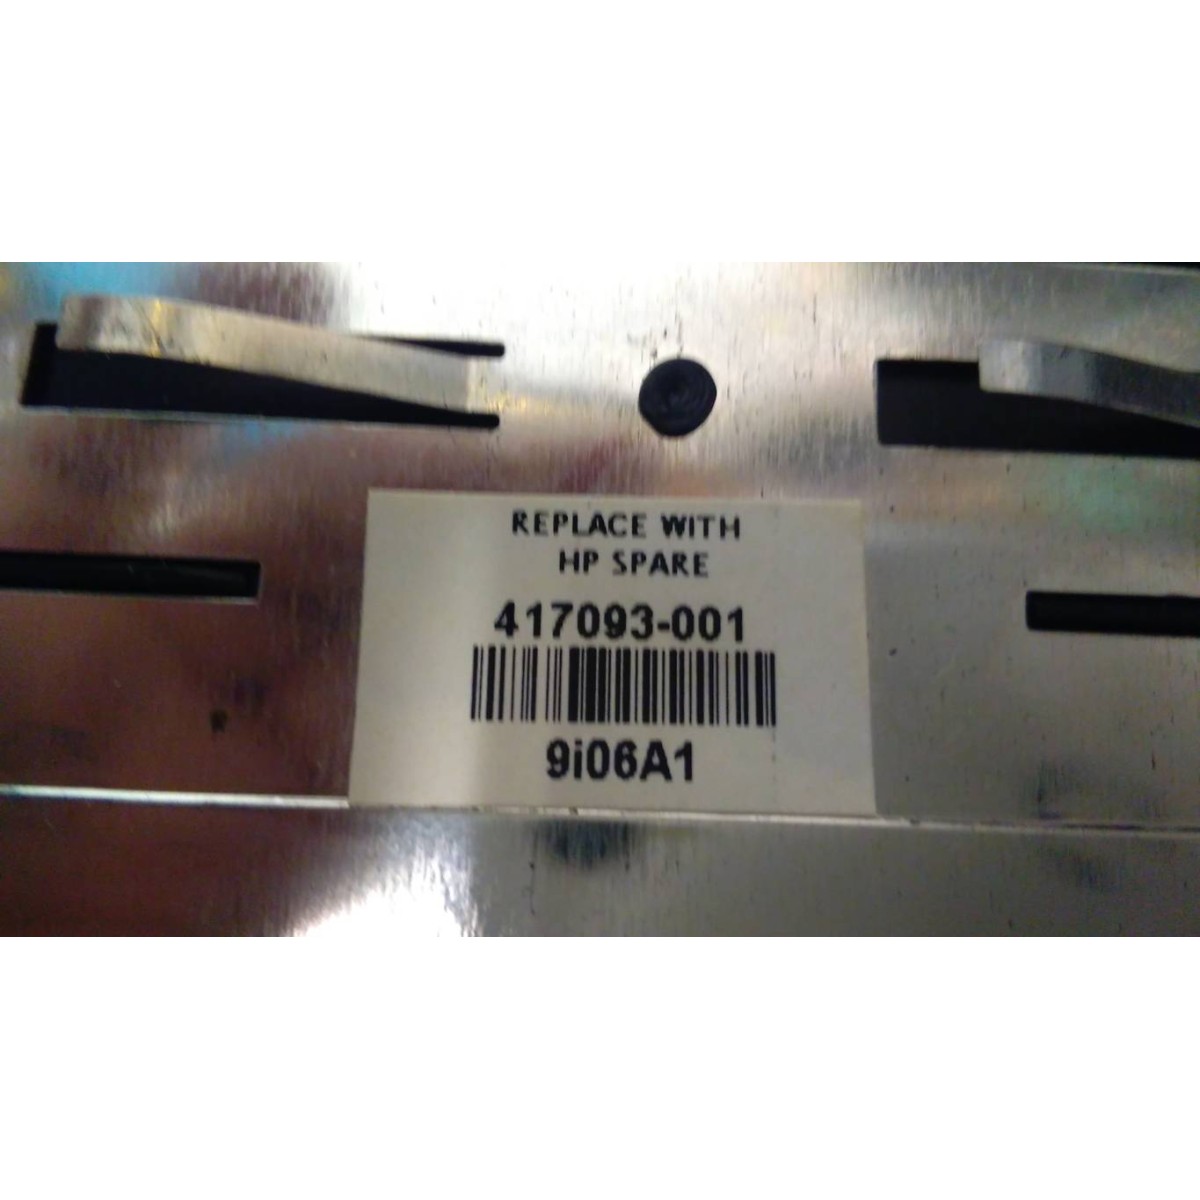 REPLACE WITH
HP SPARE
417093-001
9i06A1